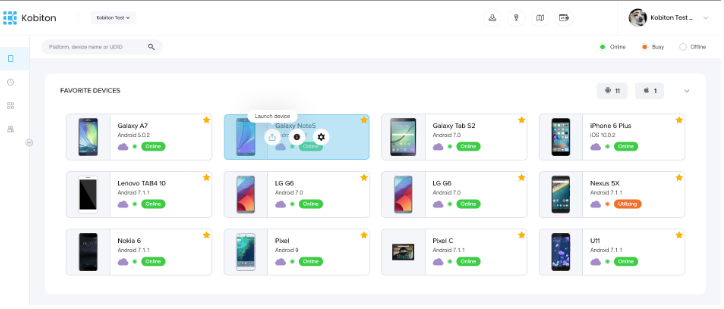 Kobiton
Kobiton Test
Kobiton Test ...
Platform, device name or UDID
Online
Busy
Offline
FAVORITE DEVICES
11
1
Launch device
Galaxy A7
Android 5.0.2
Online
Galaxy Note5
Android 7.0
Online
Galaxy Tab S2
Android 7.0
Online
iPhone 6 Plus
iOS 10.0.2
Online
Lenovo TAB4 10
Android 7.1.1
Online
LG G6
Android 7.0
Online
LG G6
Android 7.0
Online
Nexus 5X
Android 7.1.1
Utilizing
Nokia 6
Android 7.1.1
Online
Pixel
Android 9
Online
Pixel C
Android 7.1.1
Online
U11
Android 7.1.1
Online